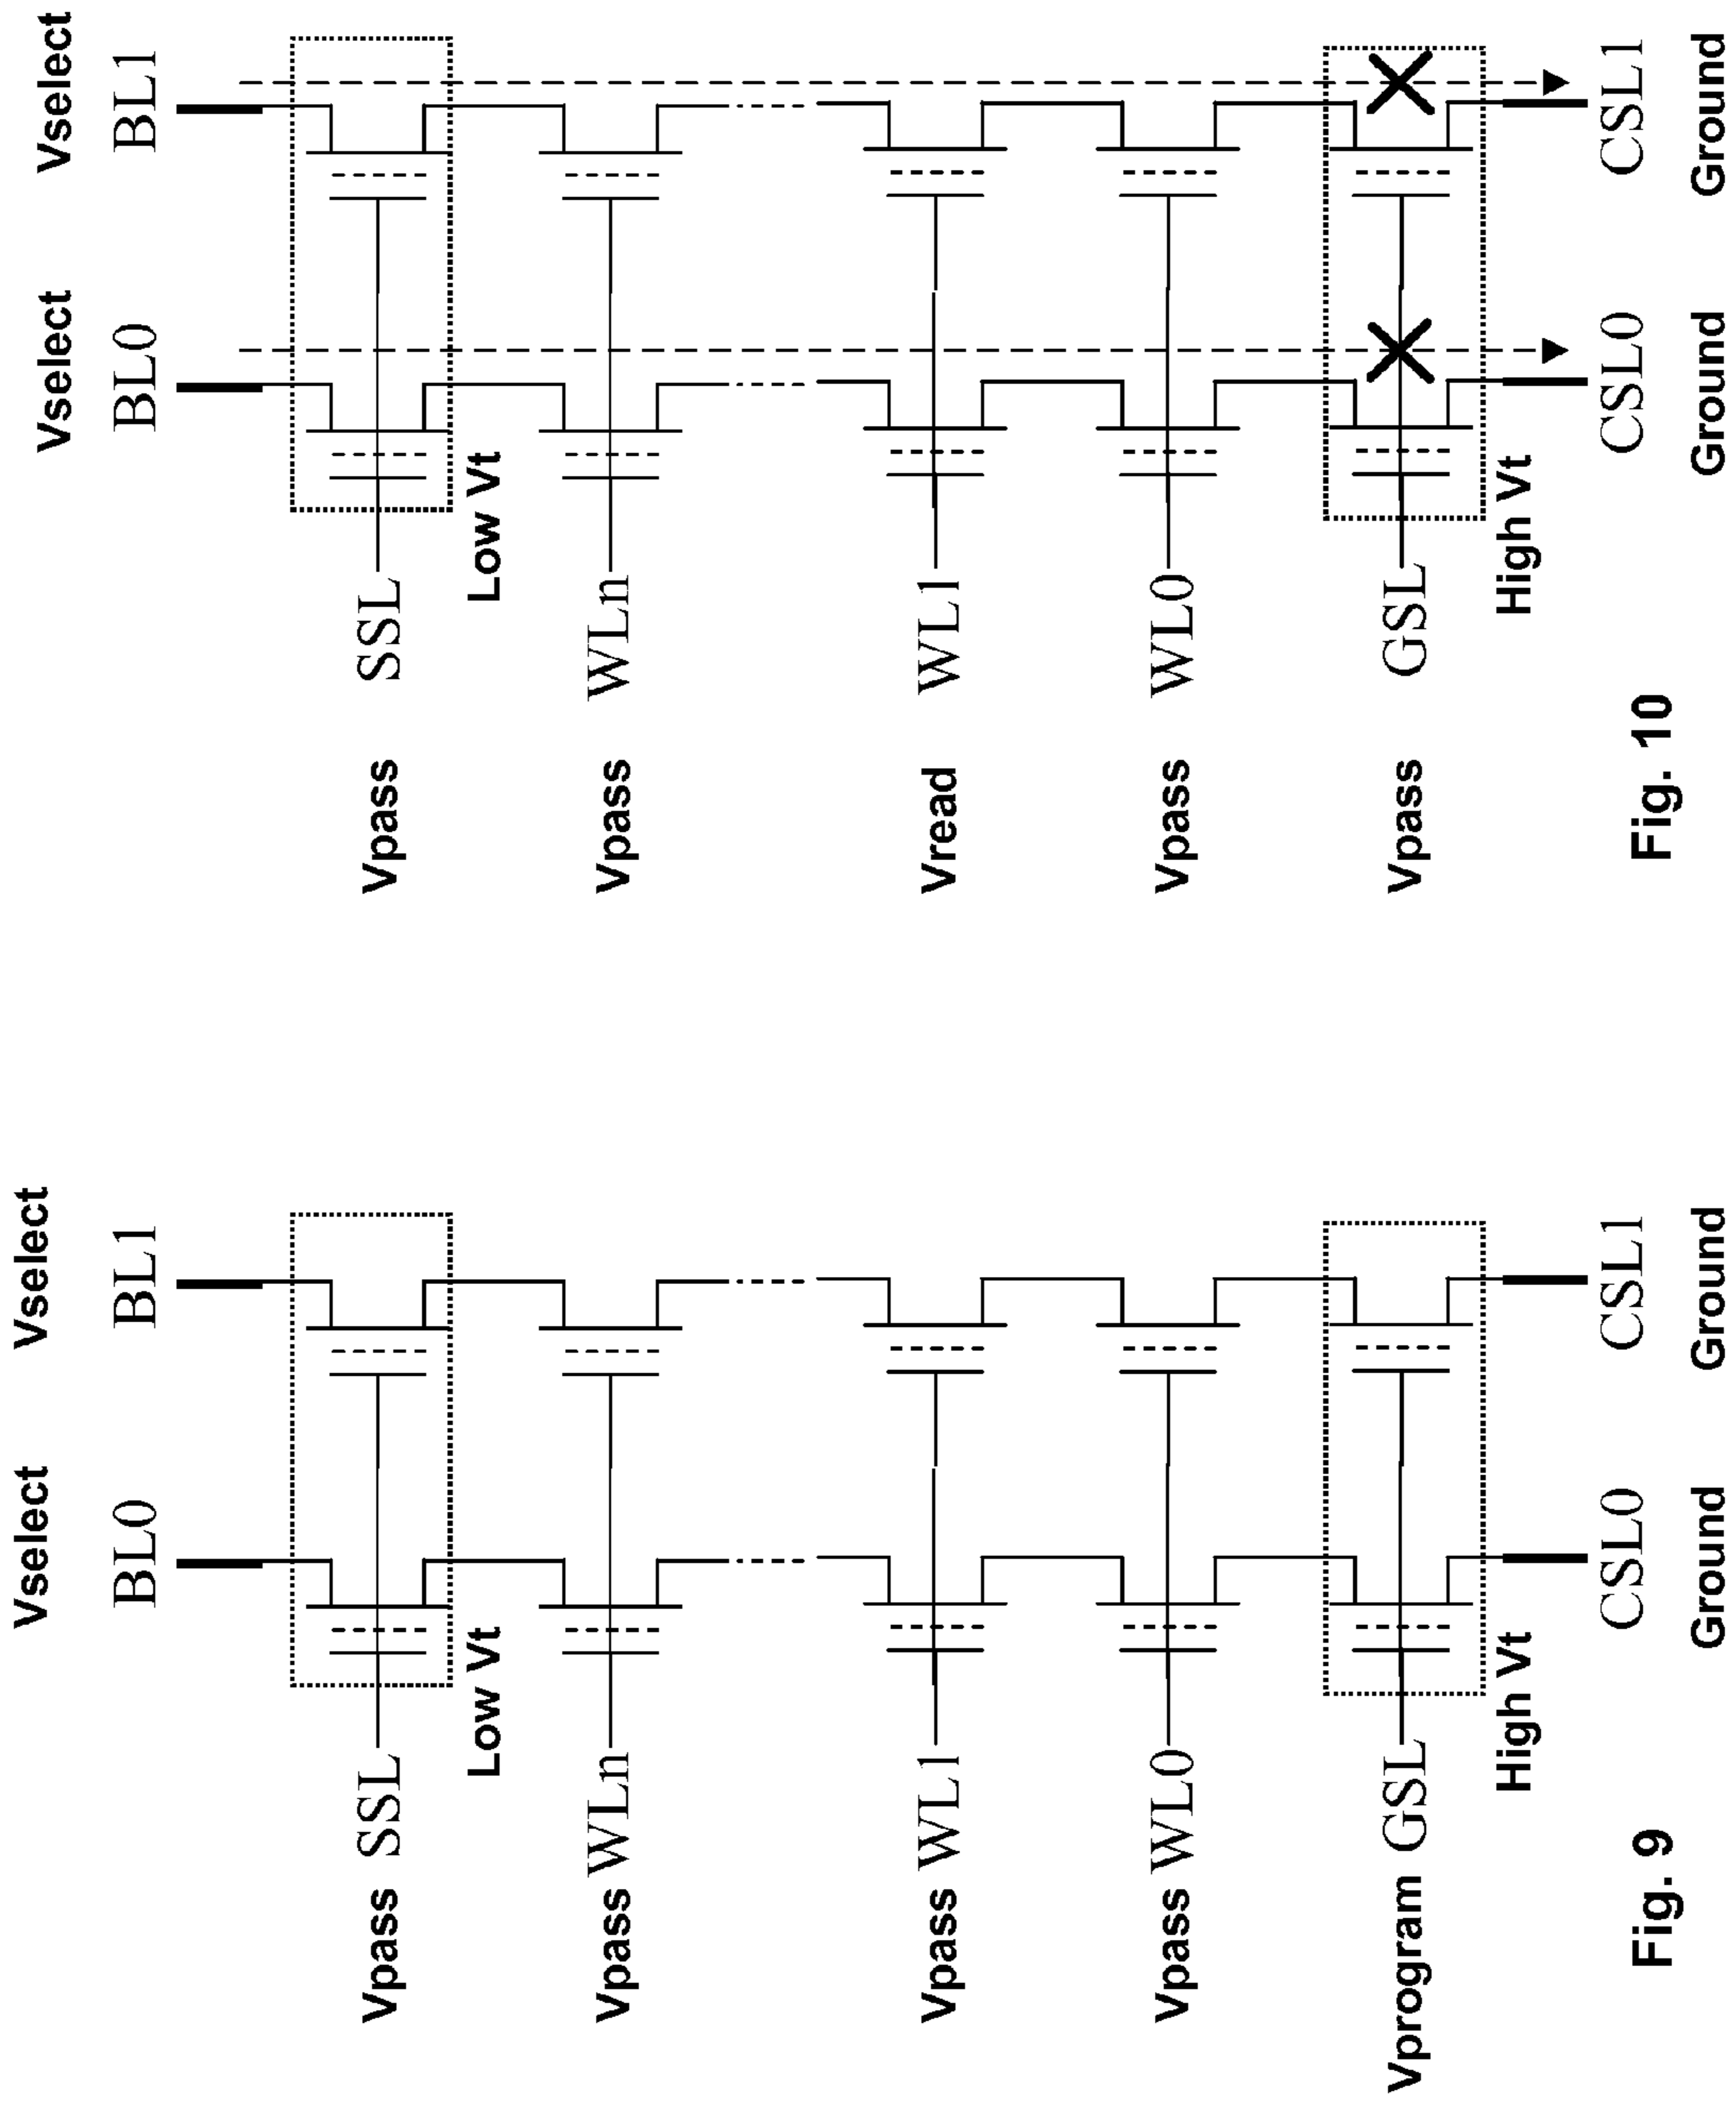 Vselect
Vselect
BL0
BL1
Vpass SSL
Low Vt
Vpass WLn
Vpass WL1
Vpass WL0
Vprogram GSL
High Vt
CSL0
CSL1
Ground
Ground
Fig. 9
Vselect
Vselect
BL0
BL1
Vpass SSL
Low Vt
Vpass WLn
Vread WL1
Vpass WL0
Vpass GSL
High Vt
CSL0
CSL1
Ground
Ground
Fig. 10